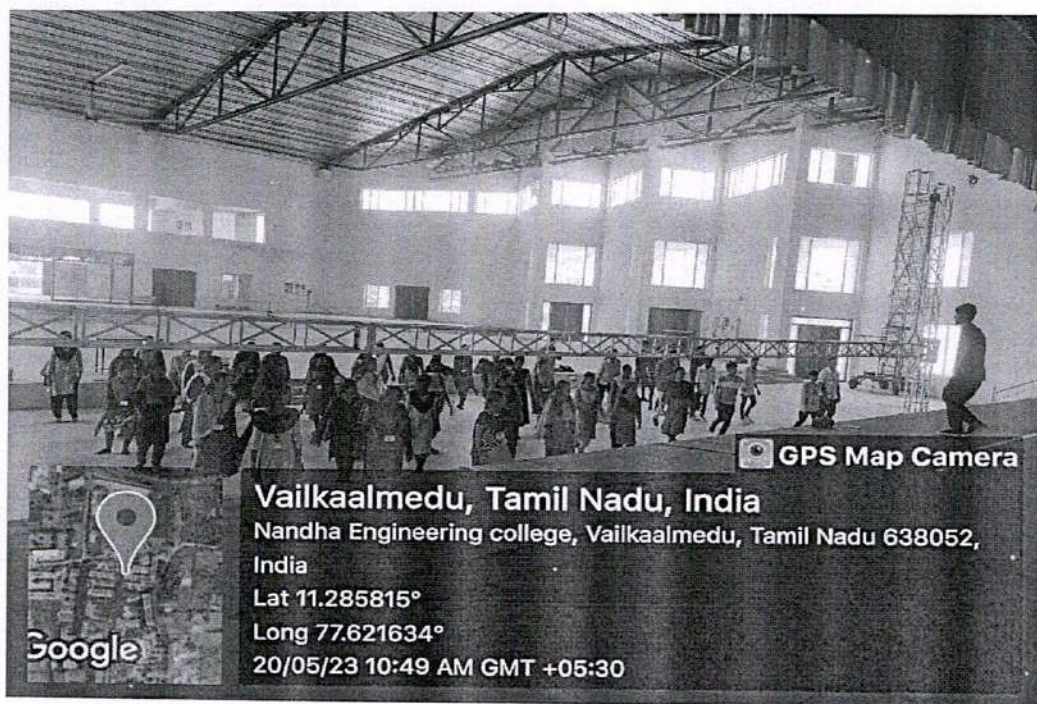 GPS Map Camera
Vailkaalmedu, Tamil Nadu, India
Nandha Engineering college, Vailkaalmedu, Tamil Nadu 638052,
India
Lat 11.285815°
Long 77.621634°
20/05/23 10:49 AM GMT +05:30
Google